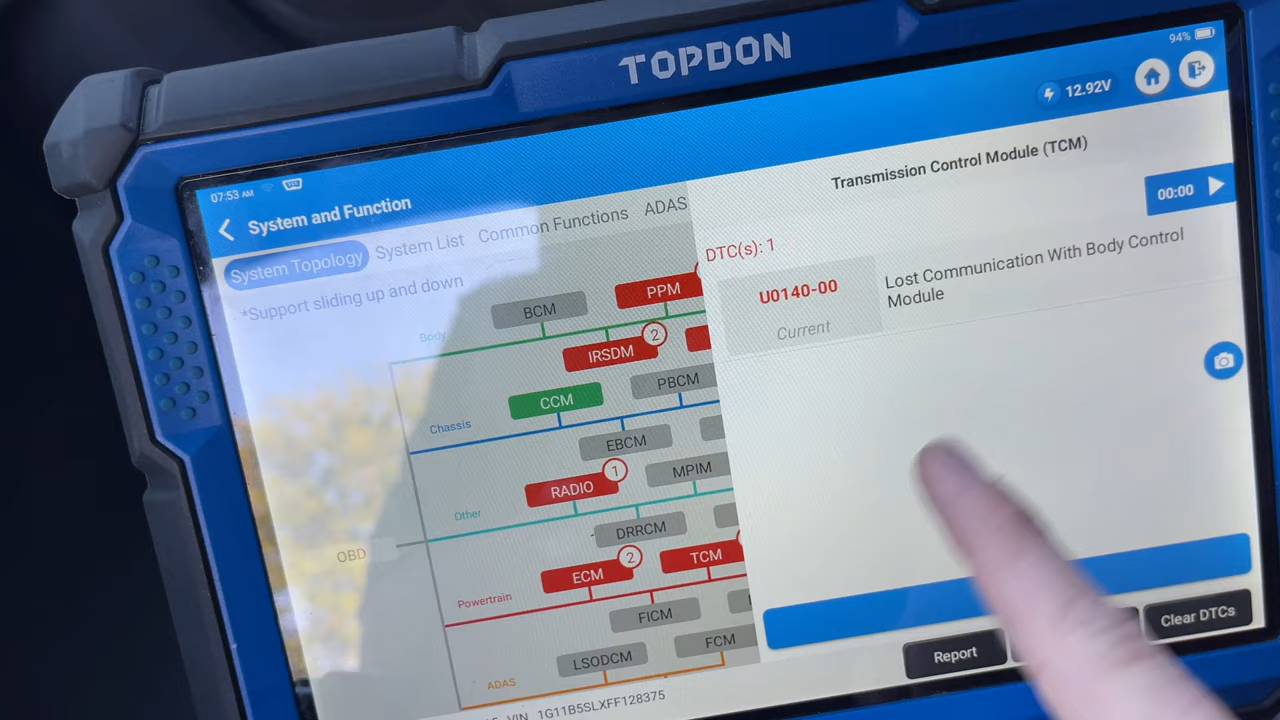 TOPDON
94%
12.92V
07:53 AM
System and Function
System Topology
System List
Common Functions
ADAS
*Support sliding up and down
Body
BCM
PPM
IRSDM
2
CCM
PBCM
Chassis
EBCM
RADIO
1
MPIM
Other
DRRCM
OBD
ECM
2
TCM
Powertrain
FICM
LSODCM
FCM
ADAS
VIN 1G11B5SLXFF128375
Transmission Control Module (TCM)
00:00
DTC(s): 1
U0140-00
Current
Lost Communication With Body Control
Module
Report
Clear DTCs